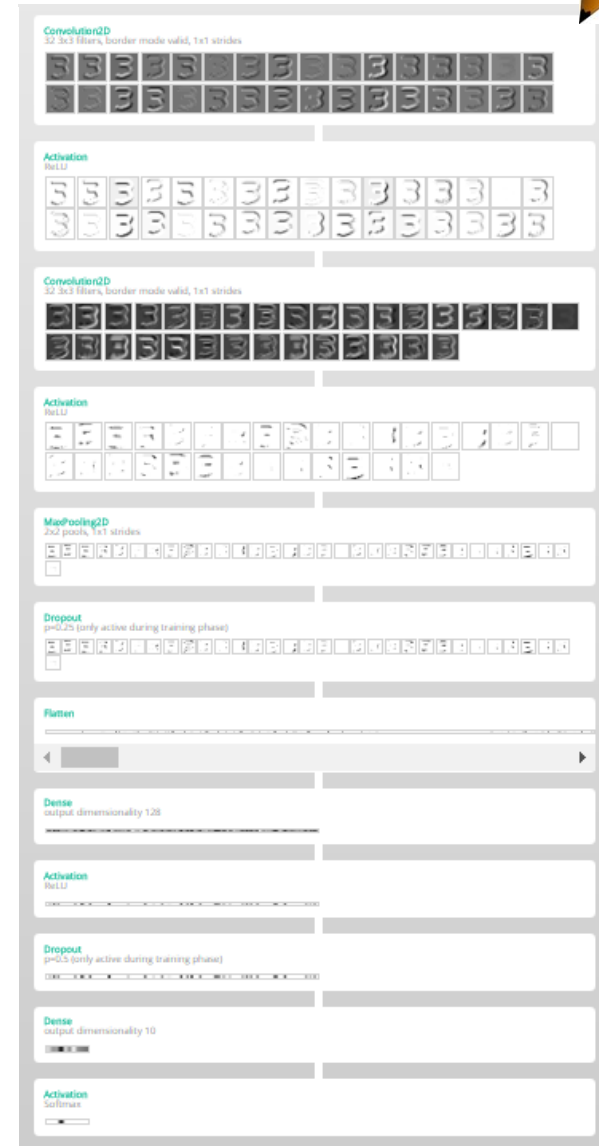 Convolution2D
32 3x3 filters, border mode valid, 1x1 strides
Activation
ReLU
Convolution2D
32 3x3 filters, border mode valid, 1x1 strides
Activation
ReLU
MaxPooling2D
2x2 pools, 1x1 strides
Dropout
p=0.25 (only active during training phase)
Flatten
Dense
output dimensionality 128
Activation
ReLU
Dropout
p=0.5 (only active during training phase)
Dense
output dimensionality 10
Activation
Softmax